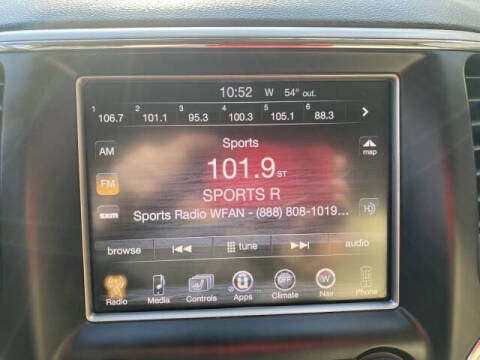 10:52 W 54° out.
1 106.7 2 101.1 3 95.3 4 100.3 5 105.1 6 88.3 >
AM
FM
sxm
Sports
101.9 ST
SPORTS R
Sports Radio WFAN - (888) 808-1019...
map
browse tune audio
OFF W
Radio Media Controls Apps Climate Nav Phone